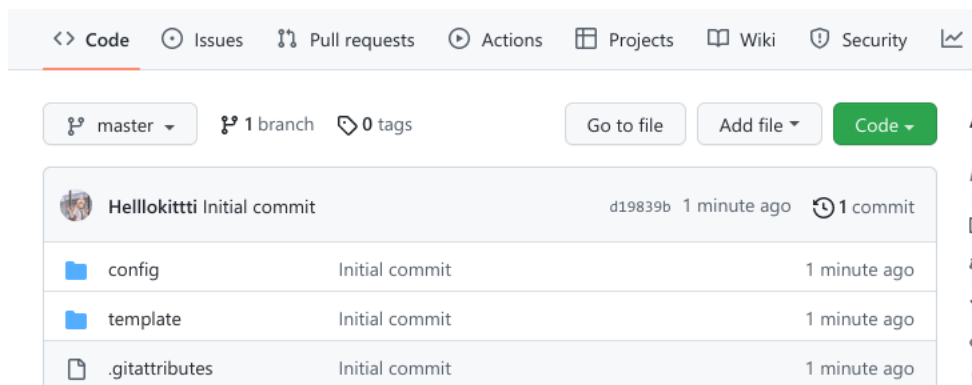 Code Issues Pull requests Actions Projects Wiki Security
master 1 branch 0 tags Go to file Add file Code
Helllokittti Initial commit d19839b 1 minute ago 1 commit
config Initial commit 1 minute ago
template Initial commit 1 minute ago
.gitattributes Initial commit 1 minute ago